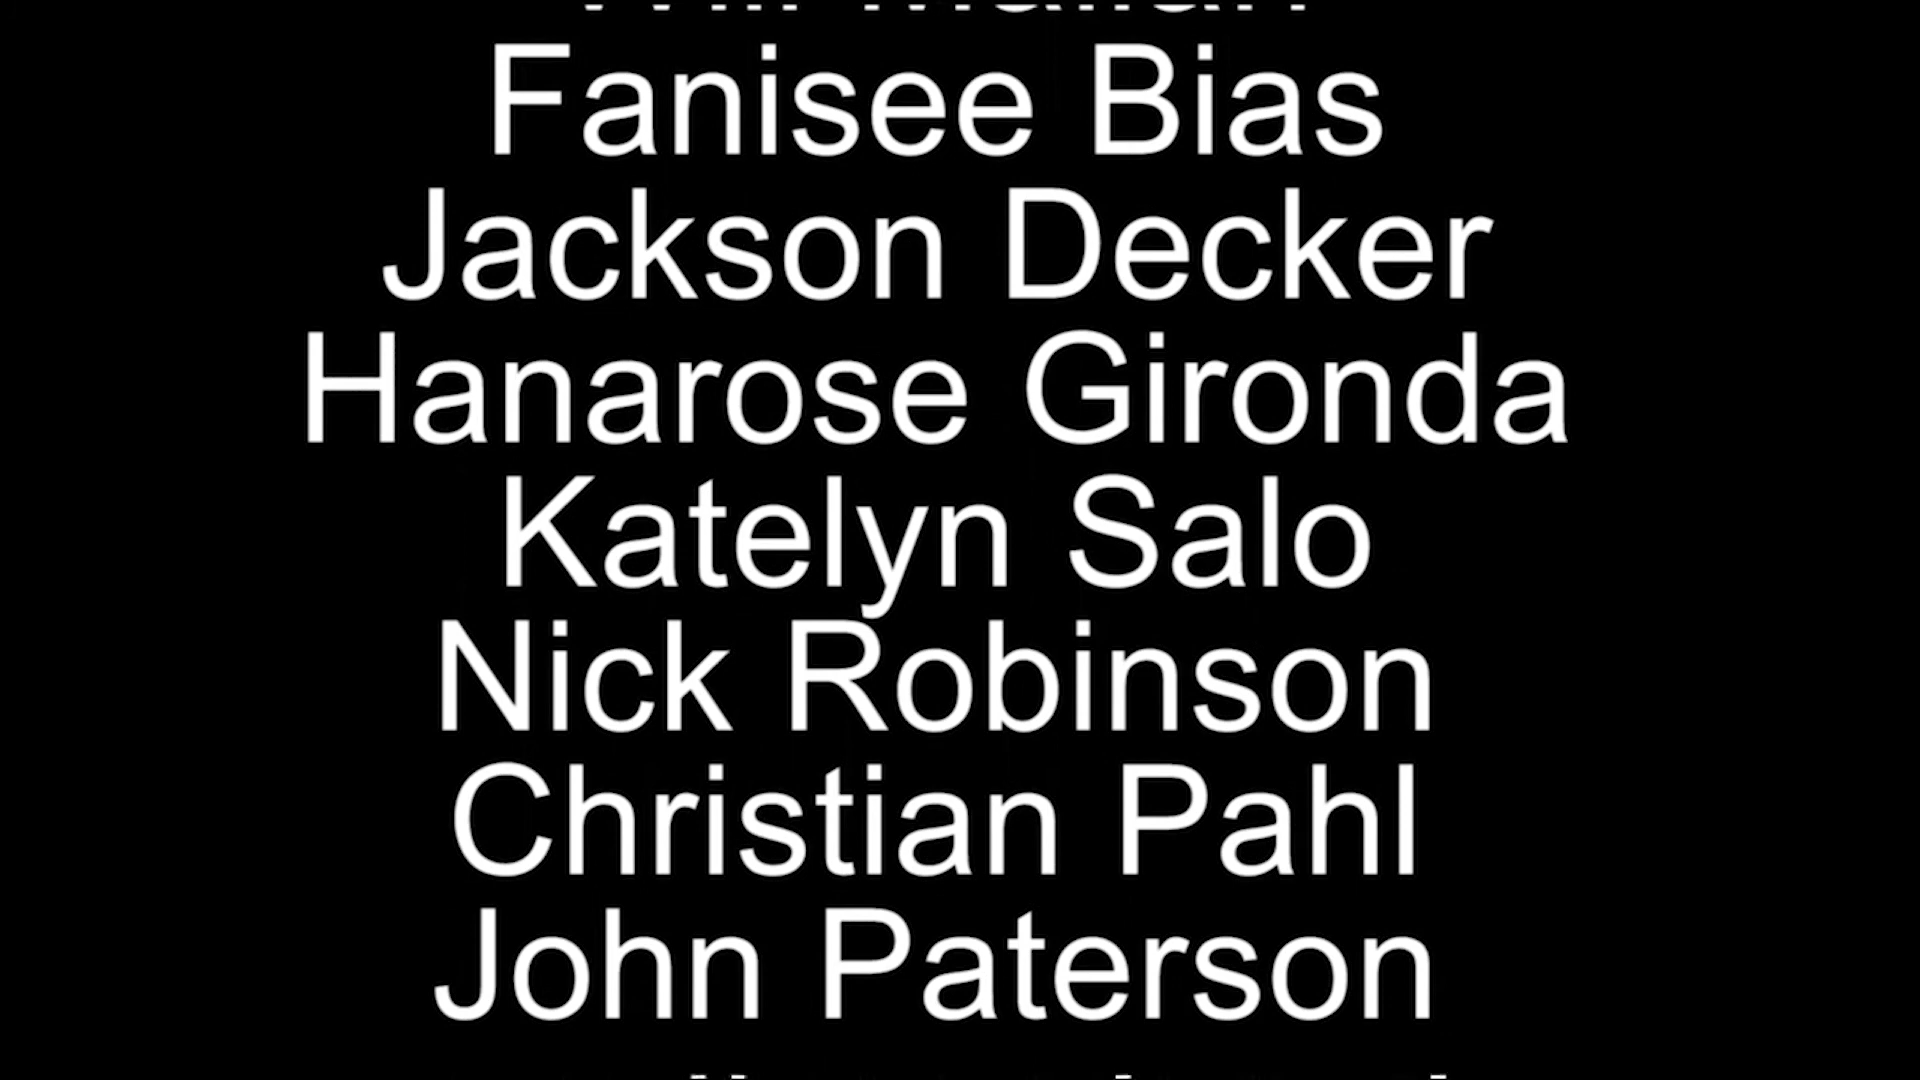 Fanisee Bias
Jackson Decker
Hanarose Gironda
Katelyn Salo
Nick Robinson
Christian Pahl
John Paterson